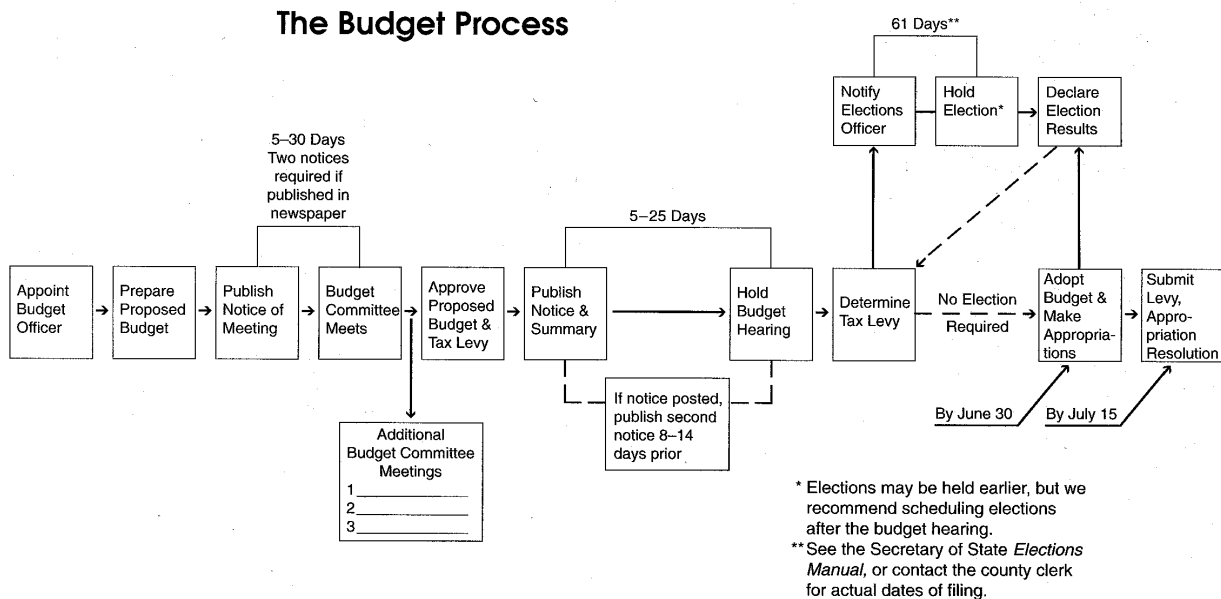 The Budget Process
61 Days**
Notify
Elections
Officer
Hold
Election*
Declare
Election
Results
5–30 Days
Two notices
required if
published in
newspaper
5–25 Days
Appoint
Budget
Officer
Prepare
Proposed
Budget
Publish
Notice of
Meeting
Budget
Committee
Meets
Approve
Proposed
Budget &
Tax Levy
Publish
Notice &
Summary
Hold
Budget
Hearing
Determine
Tax Levy
No Election
Required
Adopt
Budget &
Make
Appropria-
tions
Submit
Levy,
Appro-
priation
Resolution
If notice posted,
publish second
notice 8–14
days prior
By June 30
By July 15
Additional
Budget Committee
Meetings
1
2
3
* Elections may be held earlier, but we
recommend scheduling elections
after the budget hearing.
** See the Secretary of State Elections
Manual, or contact the county clerk
for actual dates of filing.